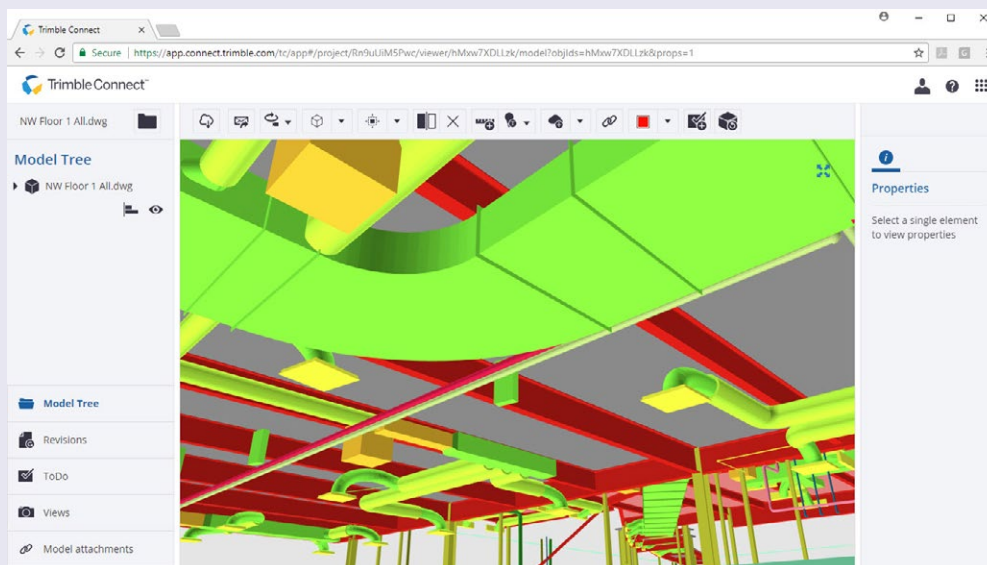 Trimble Connect
Secure | https://app.connect.trimble.com/tc/app#/project/Rn9uUiM5Pwc/viewer/hMxw7XDLLzk/model?objIds=hMxw7XDLLzk&props=1
Trimble Connect™
NW Floor 1 All.dwg
Model Tree
NW Floor 1 All.dwg
Model Tree
Revisions
ToDo
Views
Model attachments
Properties
Select a single element
to view properties